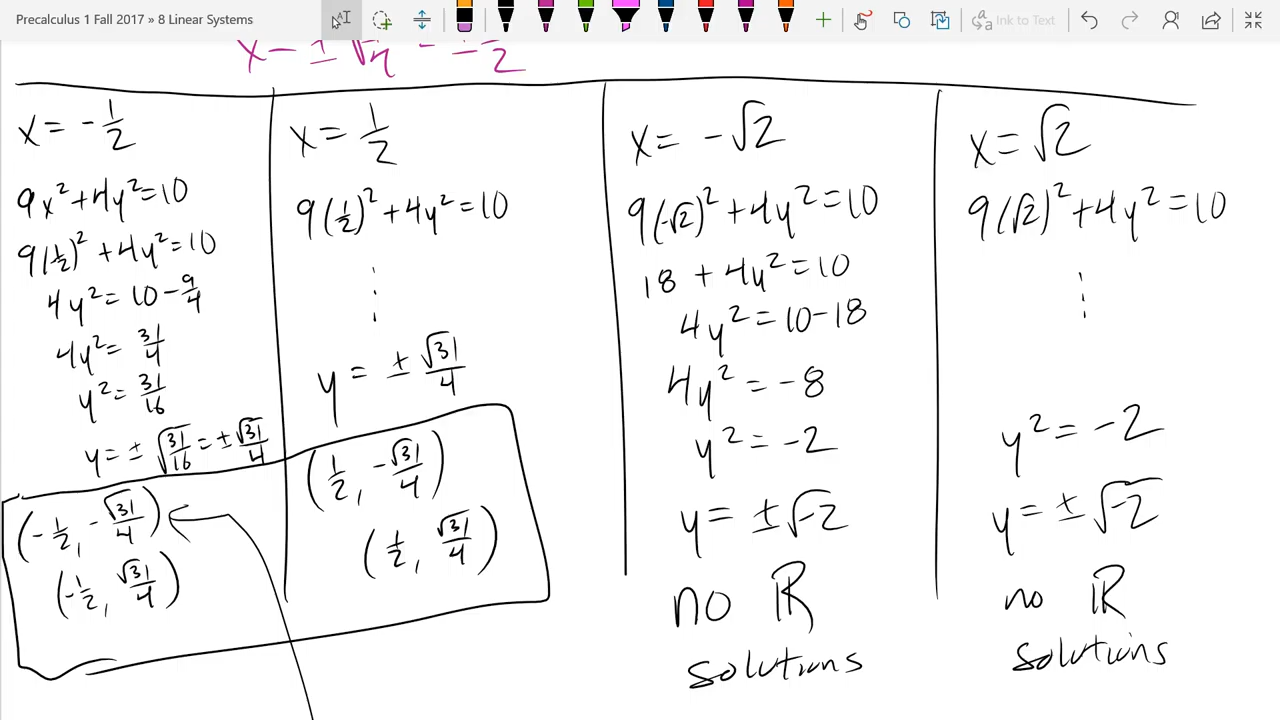 Precalculus 1 Fall 2017 » 8 Linear Systems
Ink to Text
x = ±√¼ = ±½
x = -1/2
9x² + 4y² = 10
9(1/2)² + 4y² = 10
4y² = 10 - 9/4
4y² = 31/4
y² = 31/16
y = ± √(31/16) = ± √31/4
(-1/2, -√31/4)
(-1/2, √31/4)
x = 1/2
9(1/2)² + 4y² = 10
⋮
y = ± √31/4
(1/2, -√31/4)
(1/2, √31/4)
x = -√2
9(-√2)² + 4y² = 10
18 + 4y² = 10
4y² = 10 - 18
4y² = -8
y² = -2
y = ±√-2
no ℝ
solutions
x = √2
9(√2)² + 4y² = 10
⋮
y² = -2
y = ±√-2
no ℝ
solutions